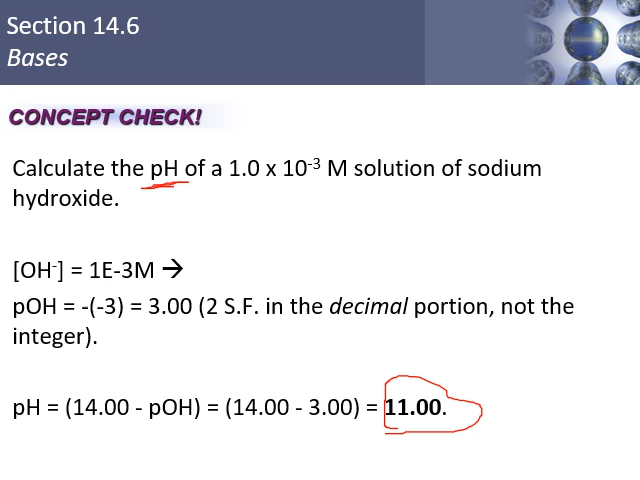 Section 14.6
Bases
CONCEPT CHECK!
Calculate the pH of a 1.0 x 10⁻³ M solution of sodium
hydroxide.
[OH⁻] = 1E-3M →
pOH = -(-3) = 3.00 (2 S.F. in the decimal portion, not the
integer).
pH = (14.00 - pOH) = (14.00 - 3.00) = 11.00.